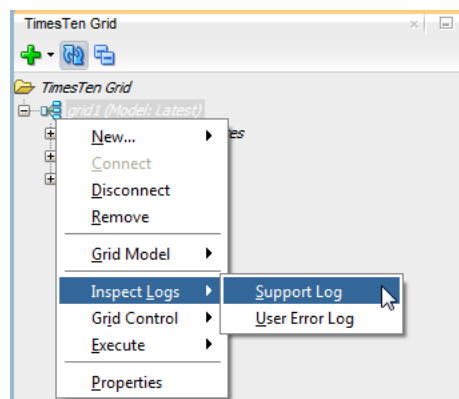 TimesTen Grid
TimesTen Grid
grid1 (Model: Latest)
New...
Connect
Disconnect
Remove
Grid Model
Inspect Logs
Support Log
Grid Control
User Error Log
Execute
Properties